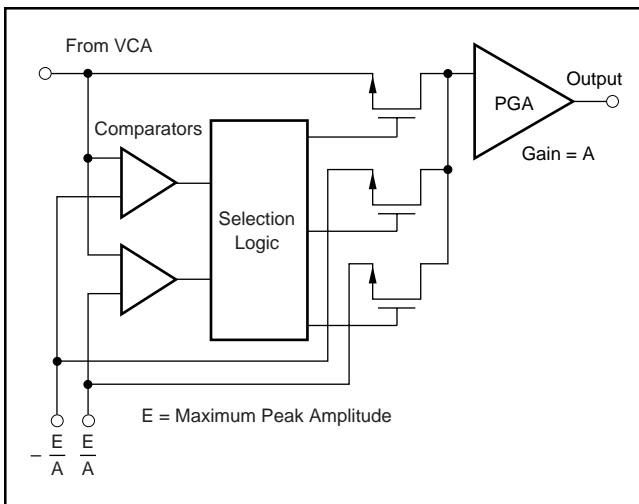 From VCA
Output
PGA
Comparators
Gain = A
Selection
Logic
E = Maximum Peak Amplitude
– E/A
E/A